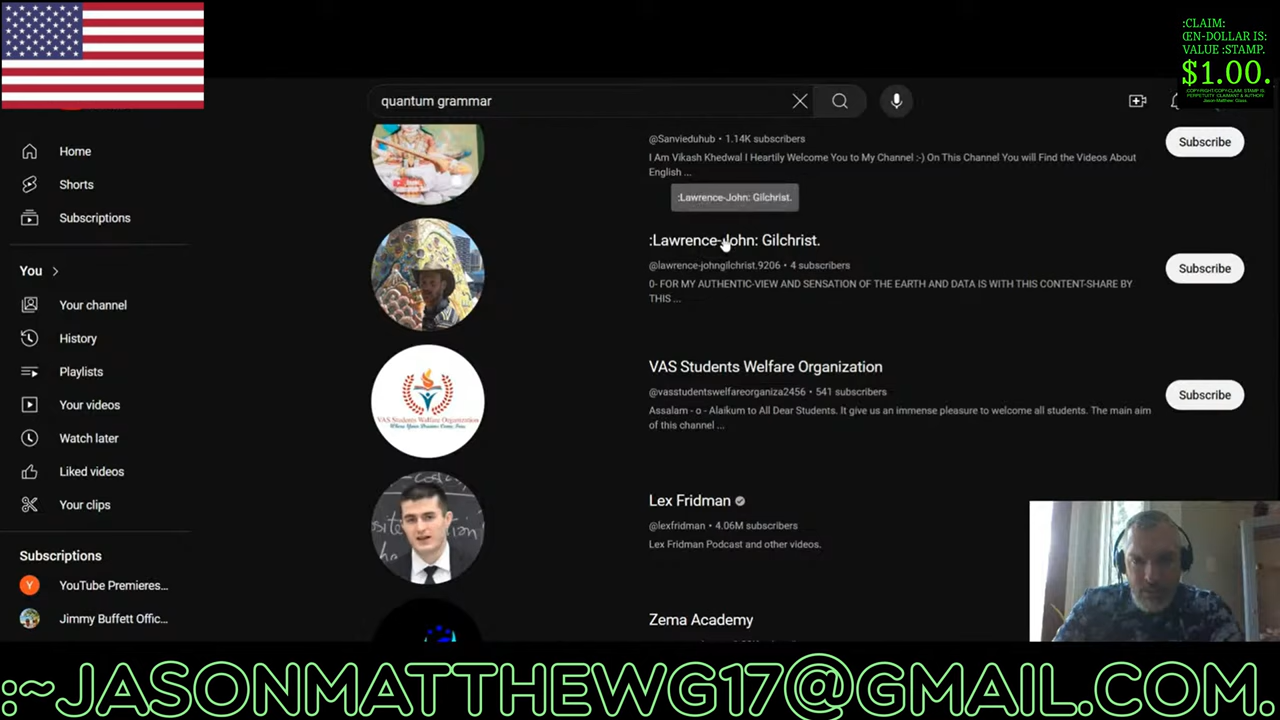 :CLAIM:
ŒN-DOLLAR IS:
VALUE :STAMP.
$1.00.
Jason Matthew: Glass.
quantum grammar
Home
Shorts
Subscriptions
You
Your channel
History
Playlists
Your videos
Watch later
Liked videos
Your clips
Subscriptions
YouTube Premieres...
Jimmy Buffett Offic...
@Sanvieduhub • 1.14K subscribers
I Am Vikash Khedwal I Heartily Welcome You to My Channel :-) On This Channel You will Find the Videos About
English ...
Subscribe
:Lawrence-John: Gilchrist.
:Lawrence-John: Gilchrist.
@lawrence-johngilchrist.9206 • 4 subscribers
0- FOR MY AUTHENTIC-VIEW AND SENSATION OF THE EARTH AND DATA IS WITH THIS CONTENT-SHARE BY
THIS ...
Subscribe
VAS Students Welfare Organization
VAS Students Welfare Organization
@vasstudentswelfareorganiza2456 • 541 subscribers
Assalam - o - Alaikum to All Dear Students. It give us an immense pleasure to welcome all students. The main aim
of this channel ...
Subscribe
Lex Fridman
@lexfridman • 4.06M subscribers
Lex Fridman Podcast and other videos.
Zema Academy
:~JASONMATTHEWG17@GMAIL.COM.